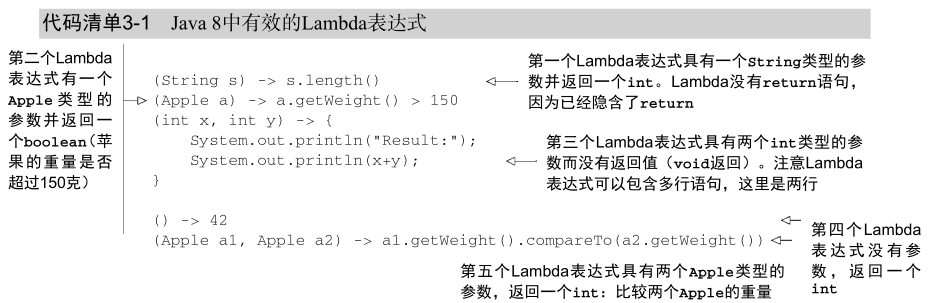 代码清单3-1 Java 8中有效的Lambda表达式
第二个Lambda
表达式有一个
Apple类型的
参数并返回一
个boolean（苹
果的重量是否
超过150克）
(String s) -> s.length()
(Apple a) -> a.getWeight() > 150
(int x, int y) -> {
System.out.println("Result:");
System.out.println(x+y);
}
() -> 42
(Apple a1, Apple a2) -> a1.getWeight().compareTo(a2.getWeight())
第一个Lambda表达式具有一个String类型的参
数并返回一个int。Lambda没有return语句，
因为已经隐含了return
第三个Lambda表达式具有两个int类型的参
数而没有返回值（void返回）。注意Lambda
表达式可以包含多行语句，这里是两行
第四个Lambda
表达式没有参
数，返回一个
int
第五个Lambda表达式具有两个Apple类型的
参数，返回一个int：比较两个Apple的重量